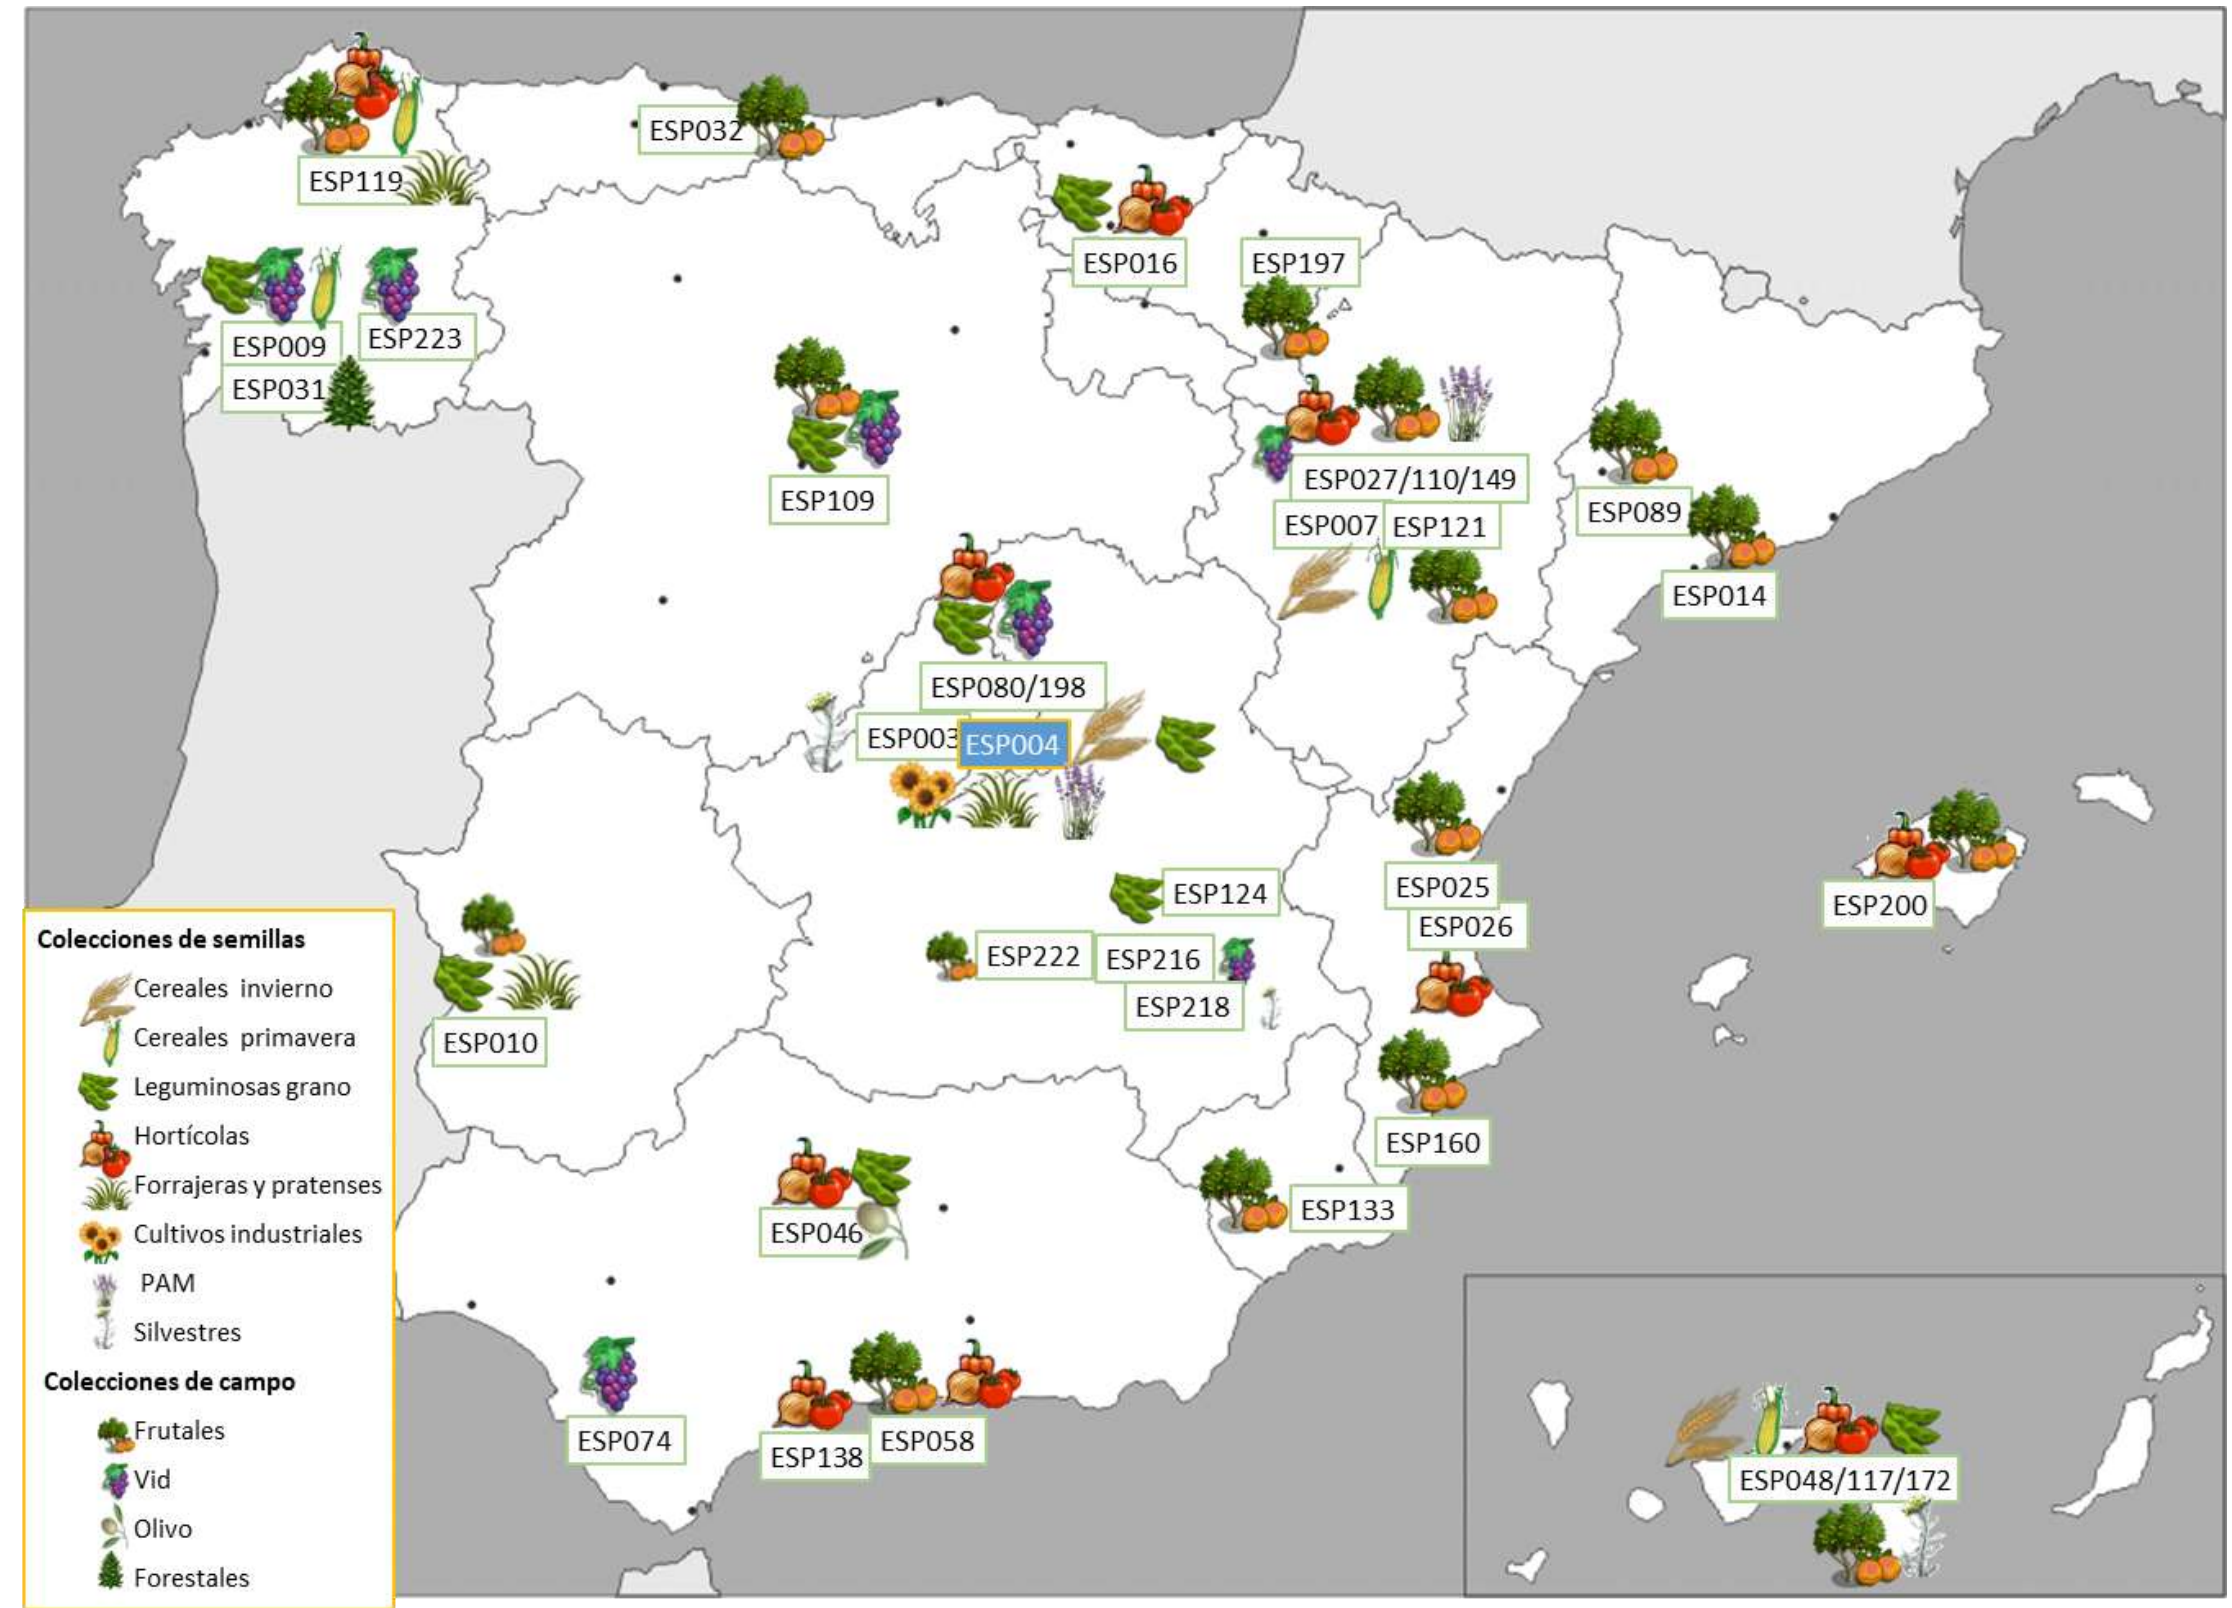 ESP032
ESP119
ESP016
ESP197
ESP009
ESP223
ESP031
ESP109
ESP027/110/149
ESP007
ESP121
ESP089
ESP014
ESP080/198
ESP003
ESP004
ESP124
ESP025
ESP026
ESP200
ESP222
ESP216
ESP218
ESP010
ESP160
ESP133
ESP046
ESP074
ESP138
ESP058
ESP048/117/172
Colecciones de semillas
Cereales invierno
Cereales primavera
Leguminosas grano
Hortícolas
Forrajeras y pratenses
Cultivos industriales
PAM
Silvestres
Colecciones de campo
Frutales
Vid
Olivo
Forestales